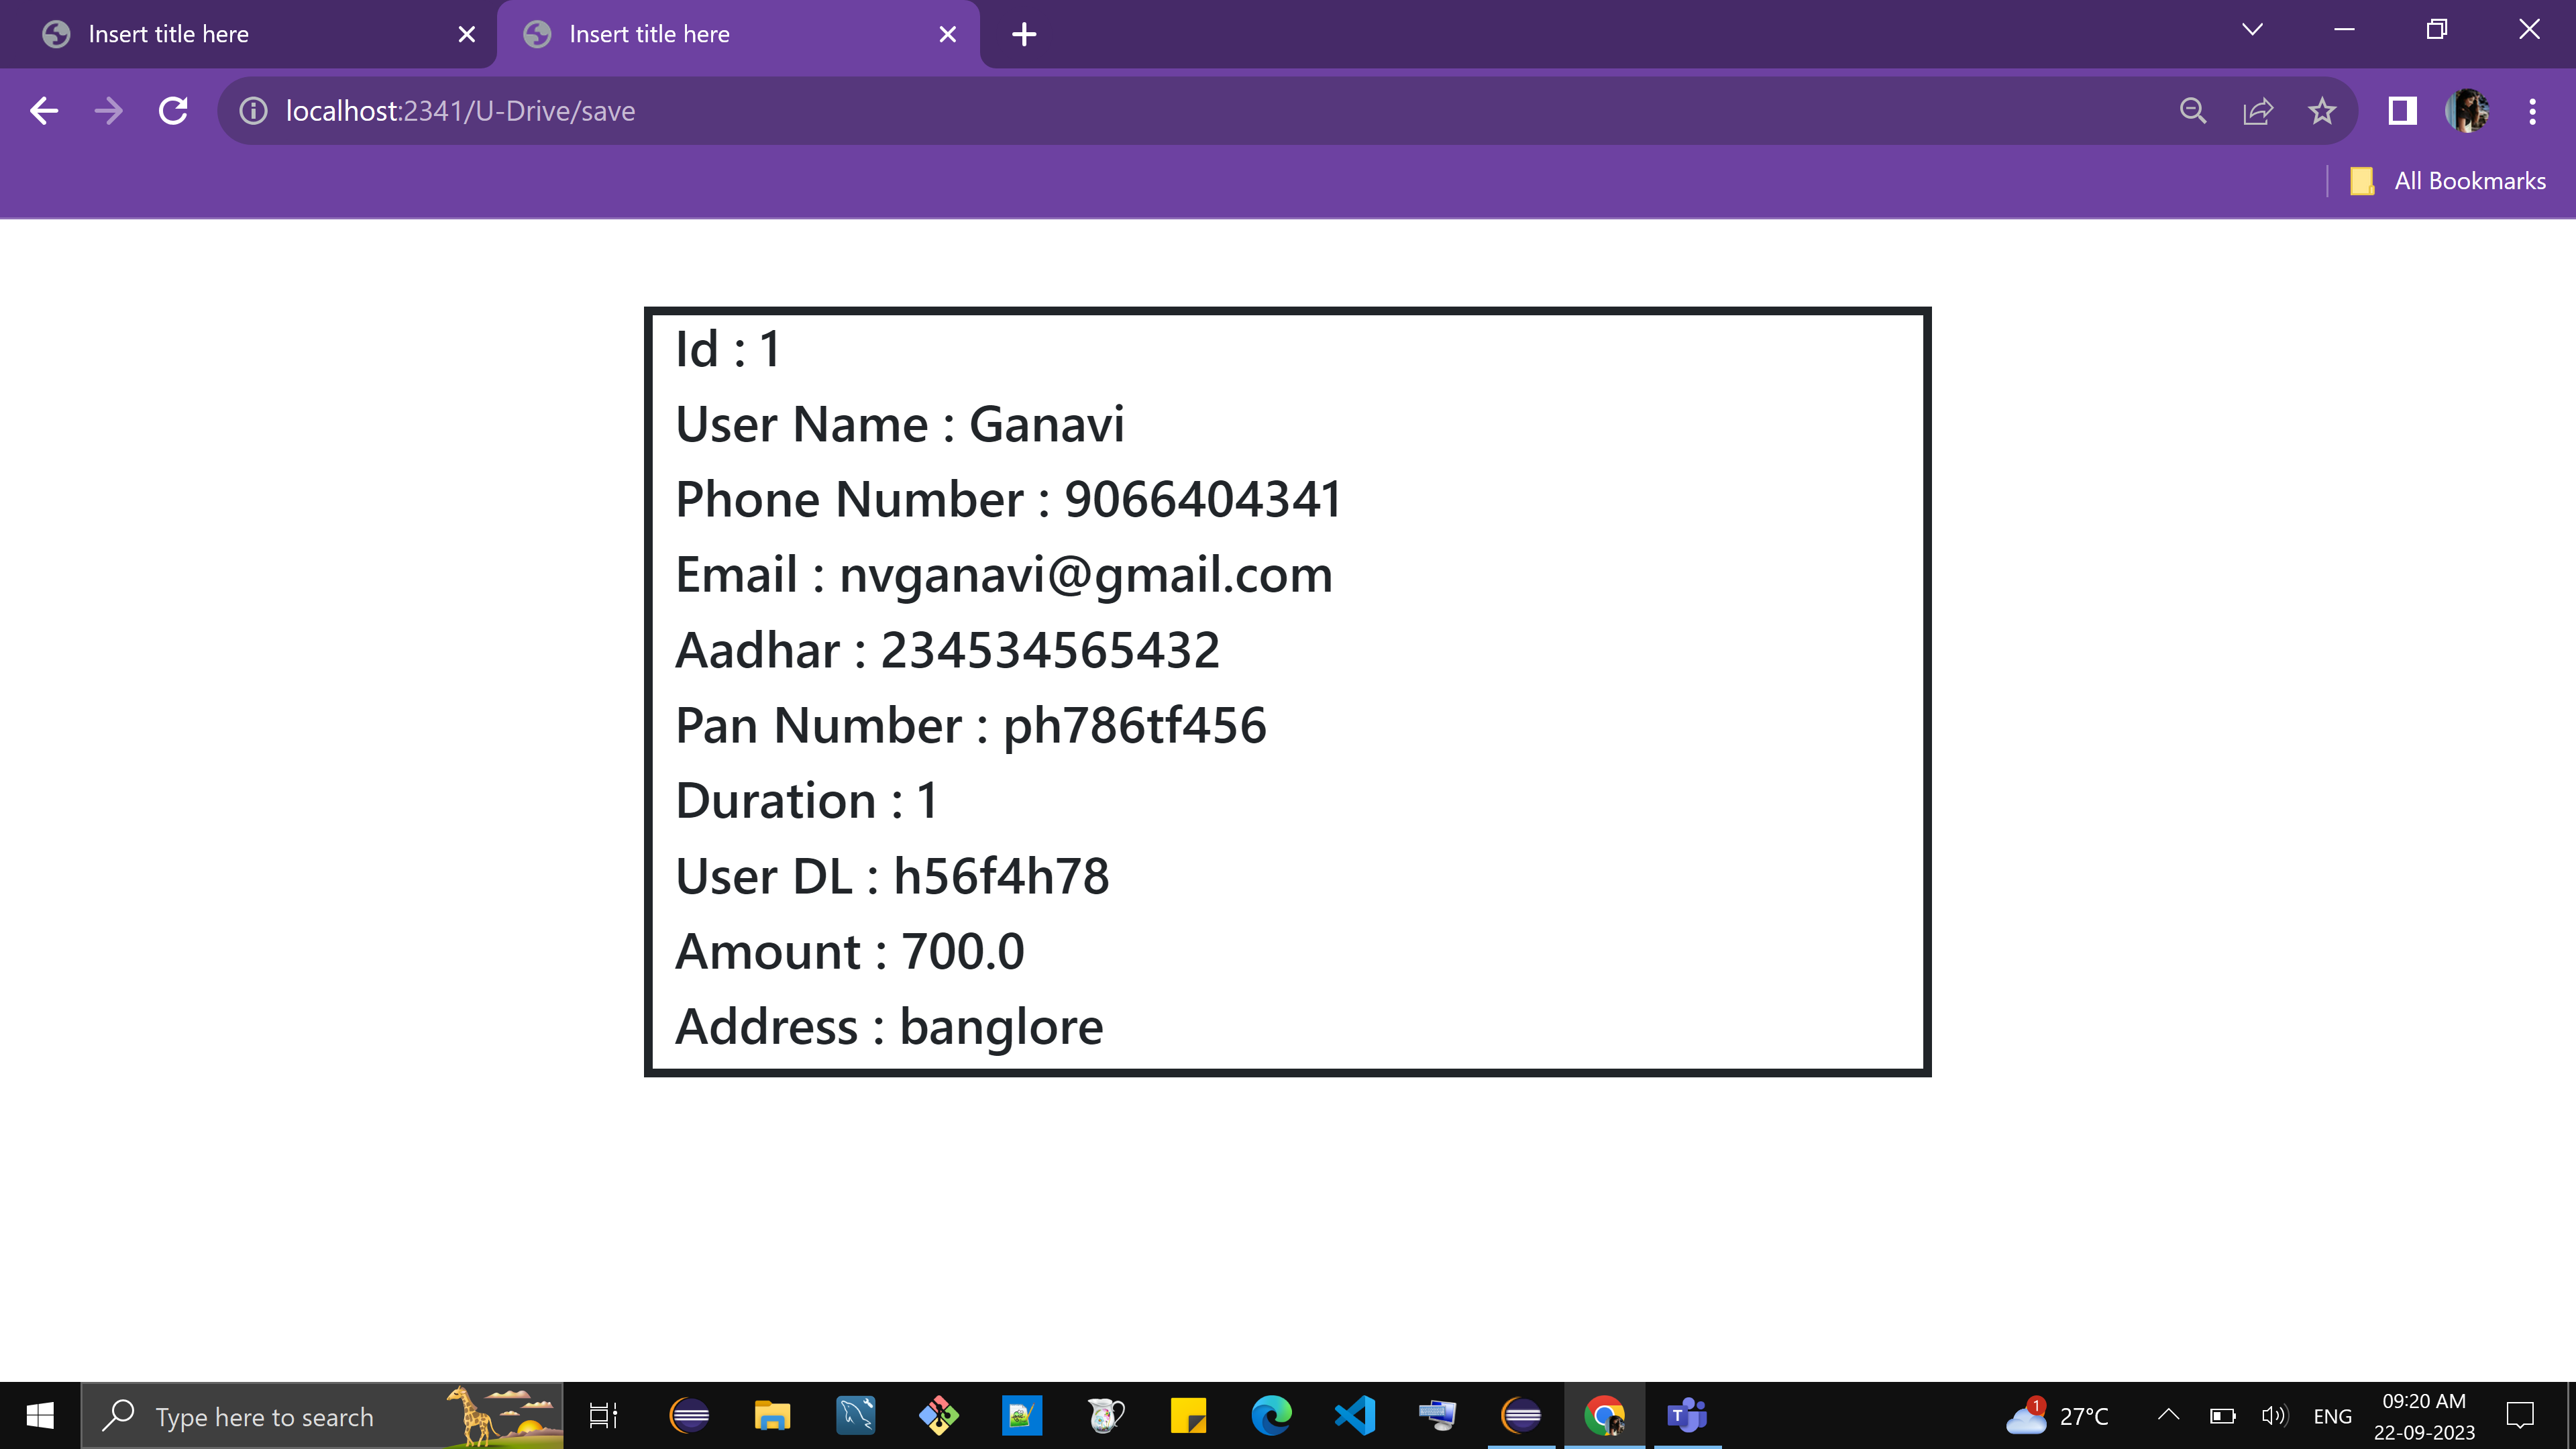 Insert title here
Insert title here
localhost:2341/U-Drive/save
All Bookmarks
Id : 1
User Name : Ganavi
Phone Number : 9066404341
Email : nvganavi@gmail.com
Aadhar : 234534565432
Pan Number : ph786tf456
Duration : 1
User DL : h56f4h78
Amount : 700.0
Address : banglore
Type here to search
T
1
27°C
ENG
09:20 AM
22-09-2023